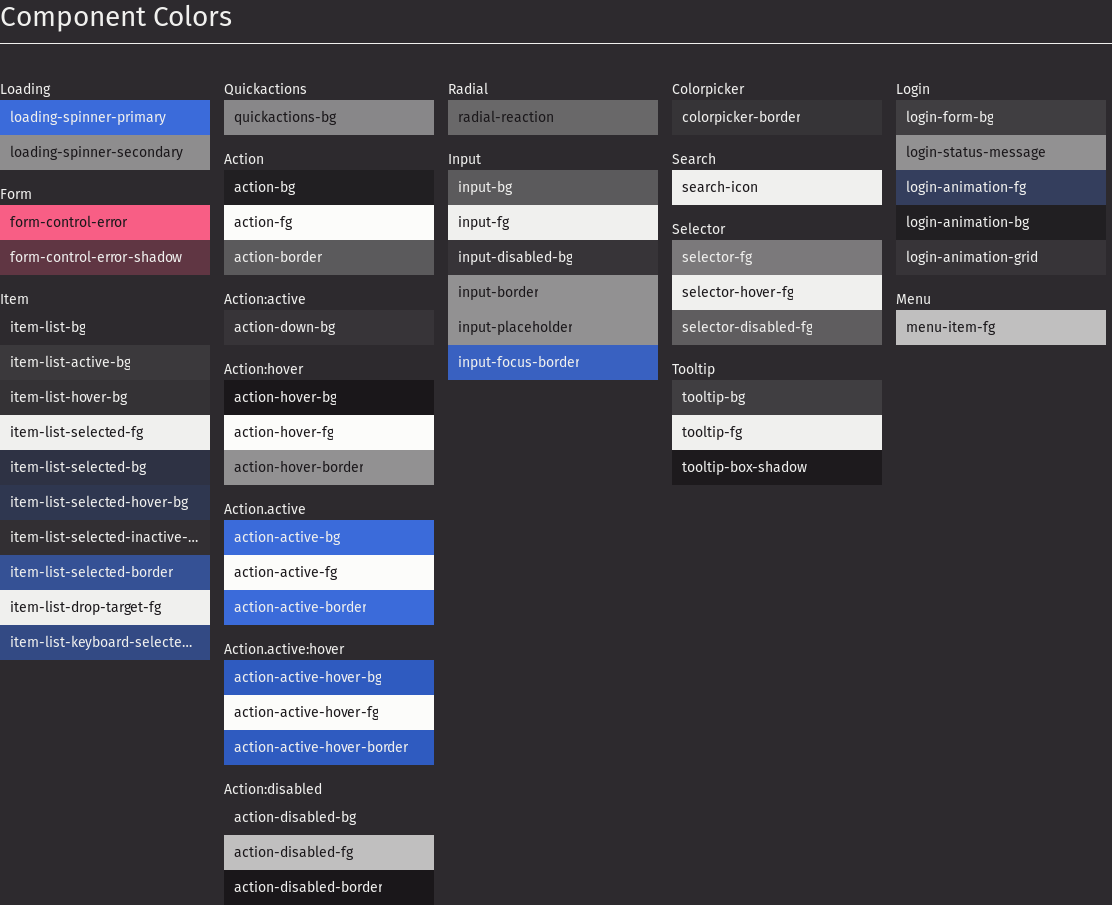 Component Colors
Loading
loading-spinner-primary
loading-spinner-secondary
Form
form-control-error
form-control-error-shadow
Item
item-list-bg
item-list-active-bg
item-list-hover-bg
item-list-selected-fg
item-list-selected-bg
item-list-selected-hover-bg
item-list-selected-inactive-...
item-list-selected-border
item-list-drop-target-fg
item-list-keyboard-selecte...
Quickactions
quickactions-bg
Action
action-bg
action-fg
action-border
Action:active
action-down-bg
Action:hover
action-hover-bg
action-hover-fg
action-hover-border
Action.active
action-active-bg
action-active-fg
action-active-border
Action.active:hover
action-active-hover-bg
action-active-hover-fg
action-active-hover-border
Action:disabled
action-disabled-bg
action-disabled-fg
action-disabled-border
Radial
radial-reaction
Input
input-bg
input-fg
input-disabled-bg
input-border
input-placeholder
input-focus-border
Colorpicker
colorpicker-border
Search
search-icon
Selector
selector-fg
selector-hover-fg
selector-disabled-fg
Tooltip
tooltip-bg
tooltip-fg
tooltip-box-shadow
Login
login-form-bg
login-status-message
login-animation-fg
login-animation-bg
login-animation-grid
Menu
menu-item-fg